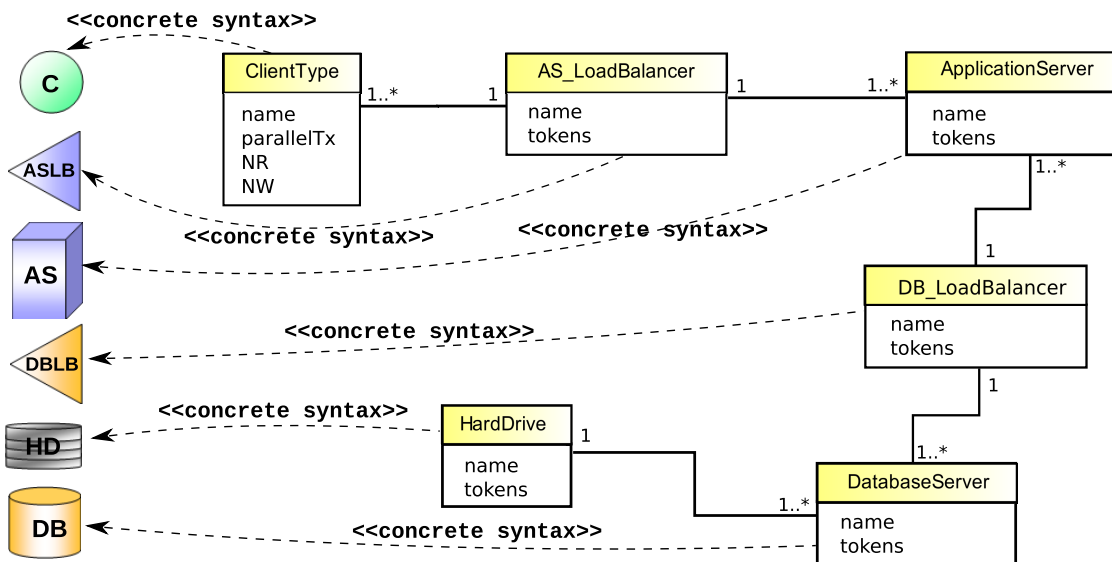 <<concrete syntax>>
C
ClientType
name
parallelTx
NR
NW
1..*
1
AS_LoadBalancer
name
tokens
1
1..*
ApplicationServer
name
tokens
1..*
ASLB
<<concrete syntax>>
<<concrete syntax>>
AS
1
DB_LoadBalancer
name
tokens
1
<<concrete syntax>>
DBLB
<<concrete syntax>>
HD
HardDrive
name
tokens
1
1..*
1..*
DatabaseServer
name
tokens
<<concrete syntax>>
DB